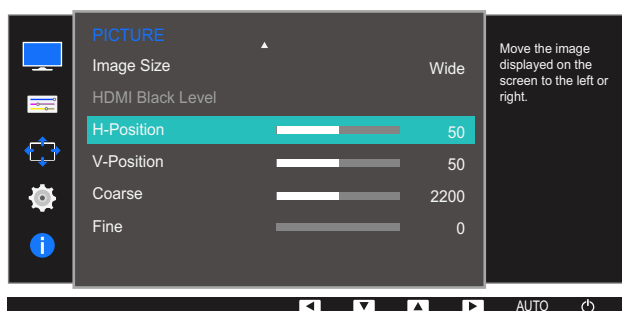 PICTURE
Image Size Wide
HDMI Black Level
H-Position 50
V-Position 50
Coarse 2200
Fine 0
Move the image
displayed on the
screen to the left or
right.
AUTO